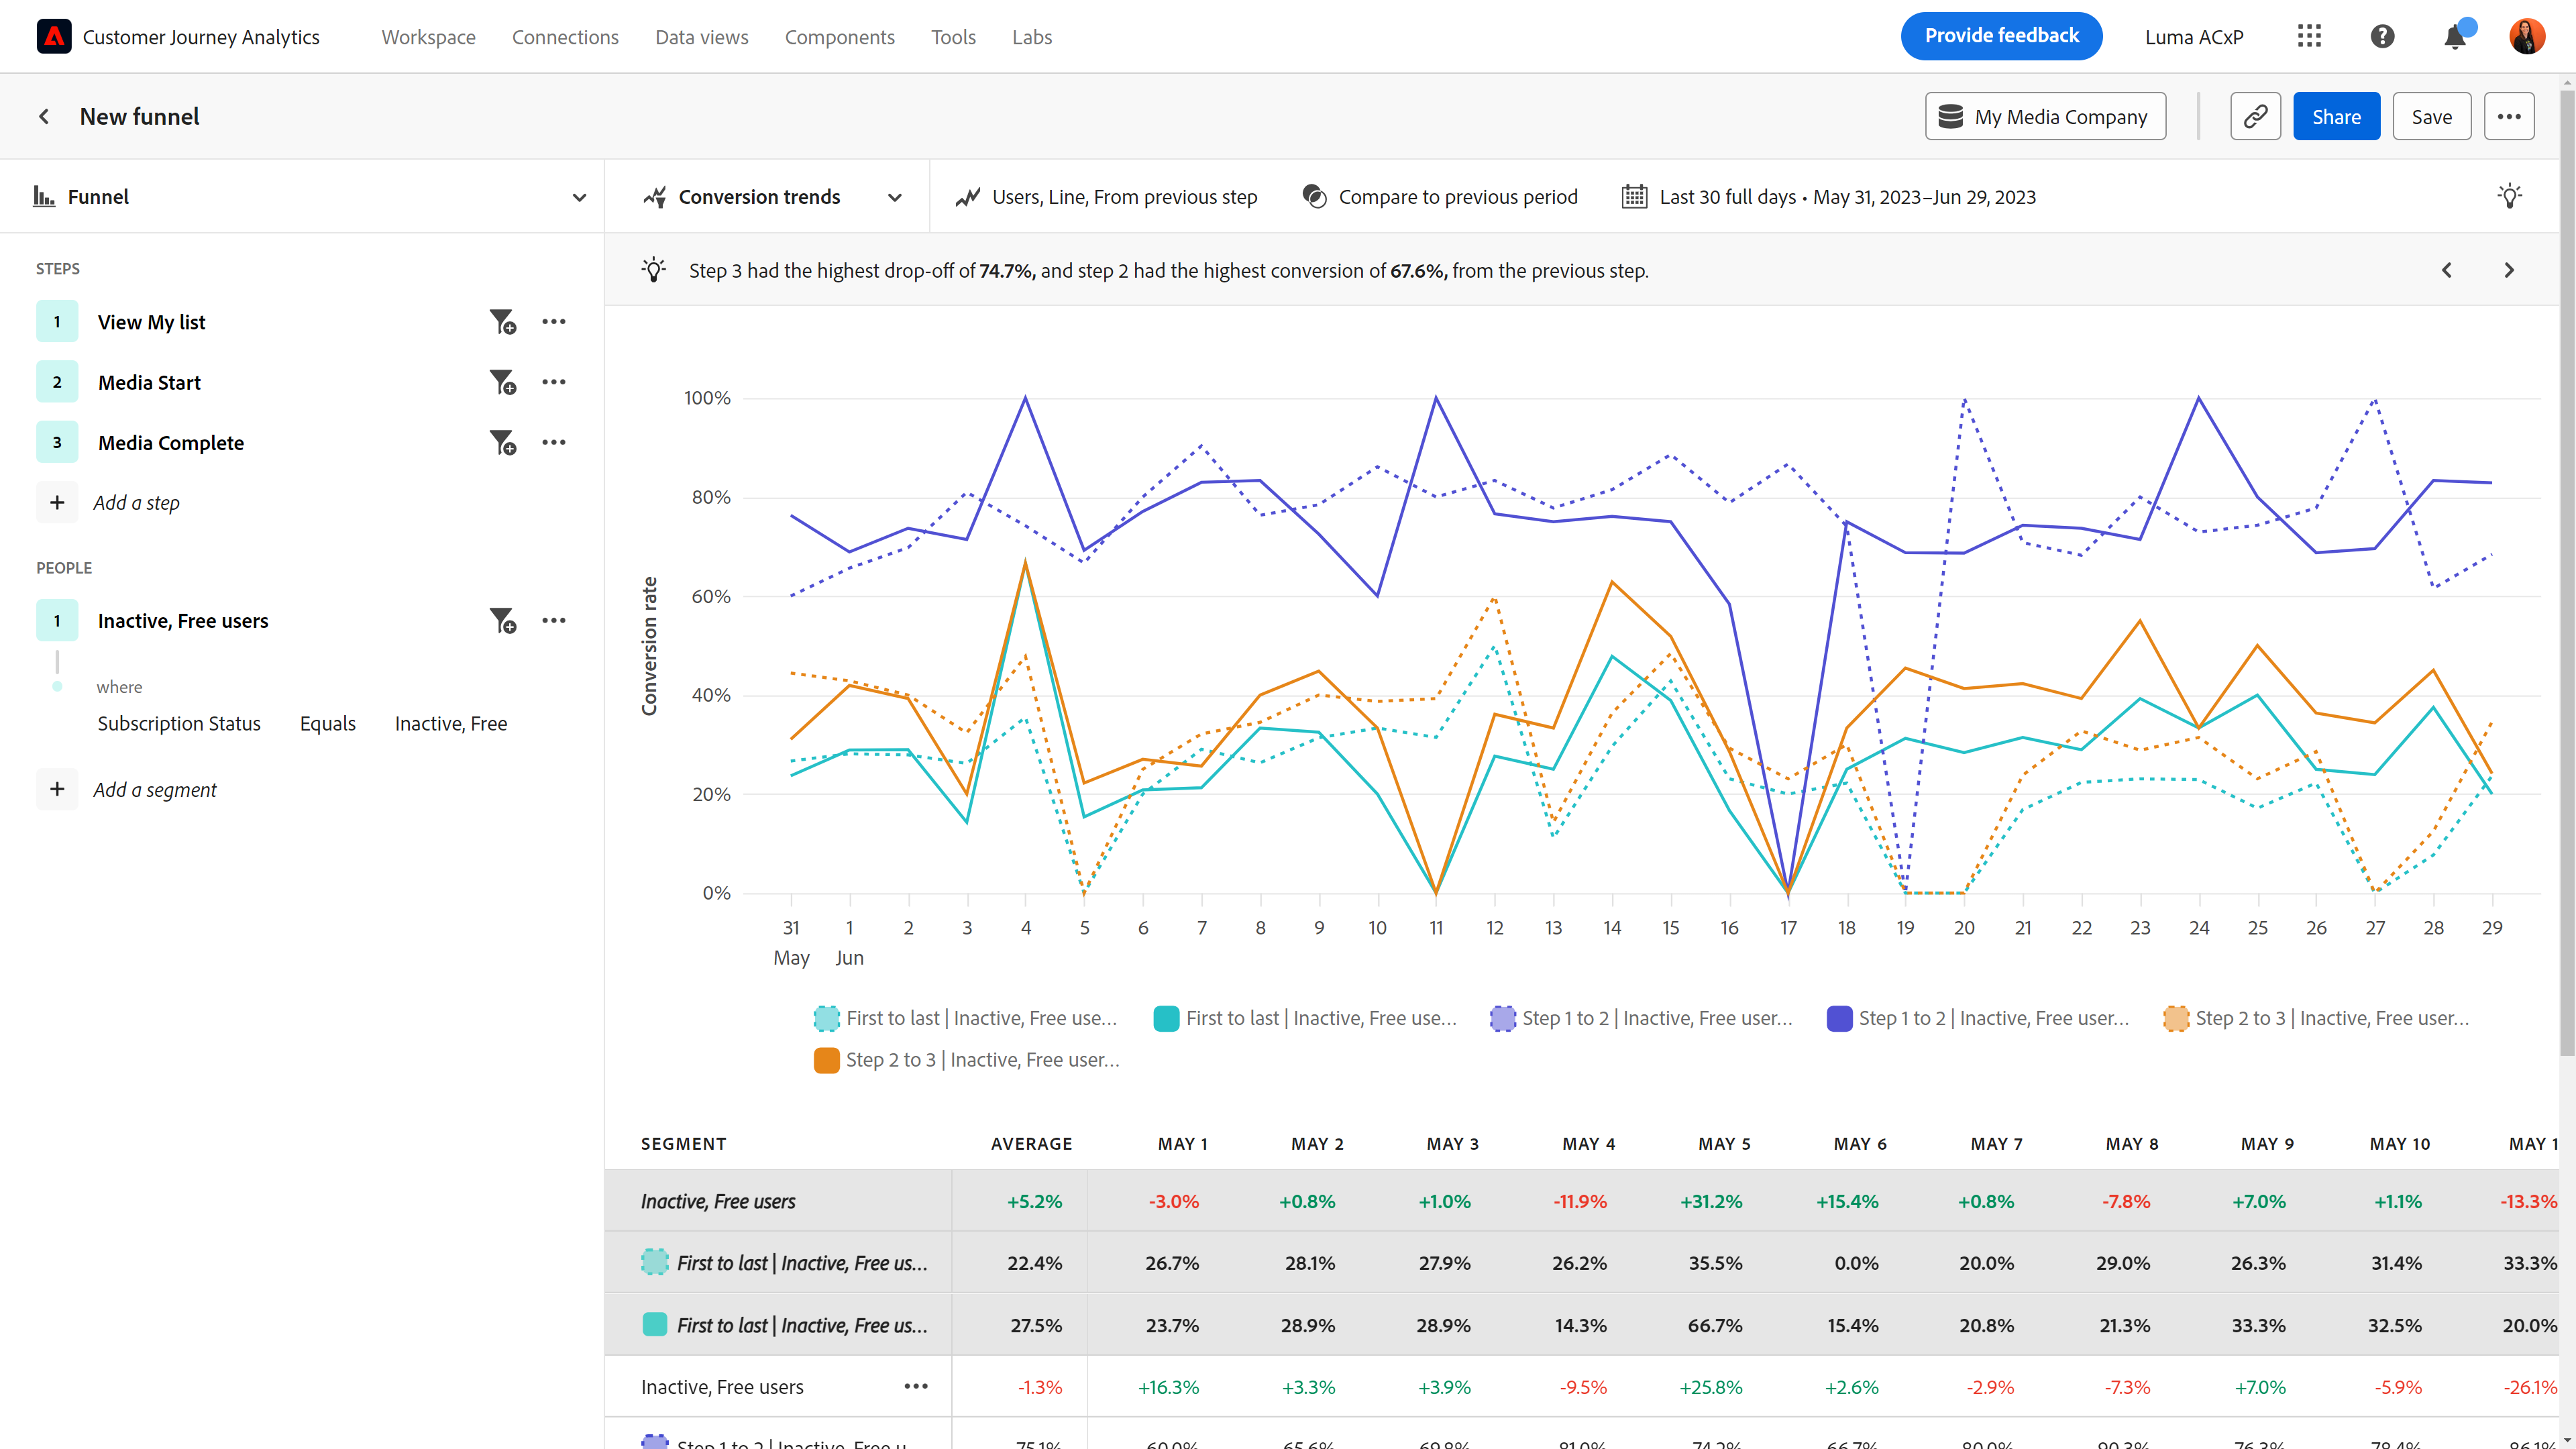 Customer Journey Analytics Workspace Connections Data views Components Tools Labs Provide feedback Luma ACxP
New funnel My Media Company Share Save
Funnel Conversion trends Users, Line, From previous step Compare to previous period Last 30 full days • May 31, 2023–Jun 29, 2023
Step 3 had the highest drop-off of 74.7%, and step 2 had the highest conversion of 67.6%, from the previous step.
STEPS
1 View My list
2 Media Start
3 Media Complete
+ Add a step
PEOPLE
1 Inactive, Free users
where
Subscription Status Equals Inactive, Free
+ Add a segment
Conversion rate
100%
80%
60%
40%
20%
0%
31 1 2 3 4 5 6 7 8 9 10 11 12 13 14 15 16 17 18 19 20 21 22 23 24 25 26 27 28 29
May Jun
First to last | Inactive, Free use... First to last | Inactive, Free use... Step 1 to 2 | Inactive, Free user... Step 1 to 2 | Inactive, Free user... Step 2 to 3 | Inactive, Free user...
Step 2 to 3 | Inactive, Free user...
SEGMENT AVERAGE MAY 1 MAY 2 MAY 3 MAY 4 MAY 5 MAY 6 MAY 7 MAY 8 MAY 9 MAY 10 MAY 1
Inactive, Free users +5.2% -3.0% +0.8% +1.0% -11.9% +31.2% +15.4% +0.8% -7.8% +7.0% +1.1% -13.3%
First to last | Inactive, Free us... 22.4% 26.7% 28.1% 27.9% 26.2% 35.5% 0.0% 20.0% 29.0% 26.3% 31.4% 33.3%
First to last | Inactive, Free us... 27.5% 23.7% 28.9% 28.9% 14.3% 66.7% 15.4% 20.8% 21.3% 33.3% 32.5% 20.0%
Inactive, Free users -1.3% +16.3% +3.3% +3.9% -9.5% +25.8% +2.6% -2.9% -7.3% +7.0% -5.9% -26.1%
Step 1 to 2 | Inactive, Free u 75.1% 60.0% 65.6% 69.8% 81.0% 74.2% 66.7% 80.0% 90.3% 76.3% 78.4% 86.1%